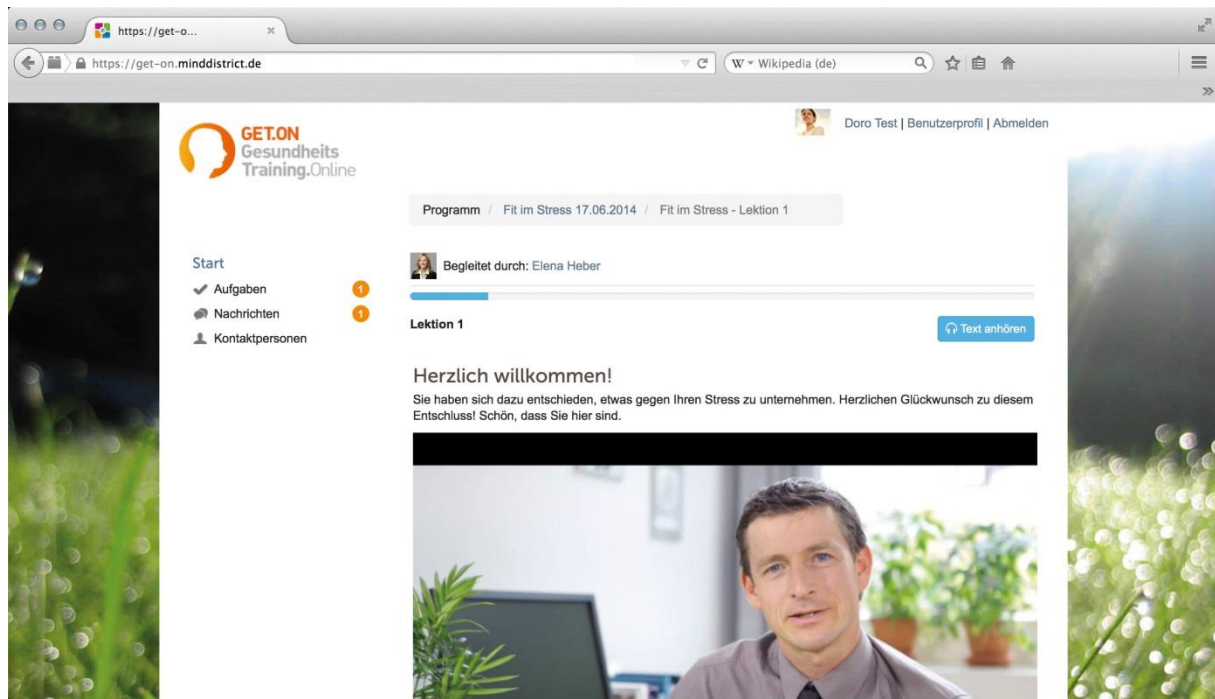 https://get-o...
https://get-on.minddistrict.de
W Wikipedia (de)
GET.ON
Gesundheits
Training.Online
Doro Test | Benutzerprofil | Abmelden
Programm / Fit im Stress 17.06.2014 / Fit im Stress - Lektion 1
Start
Aufgaben 1
Nachrichten 1
Kontaktpersonen
Begleitet durch: Elena Heber
Lektion 1
Text anhören
Herzlich willkommen!
Sie haben sich dazu entschieden, etwas gegen Ihren Stress zu unternehmen. Herzlichen Glückwunsch zu diesem
Entschluss! Schön, dass Sie hier sind.